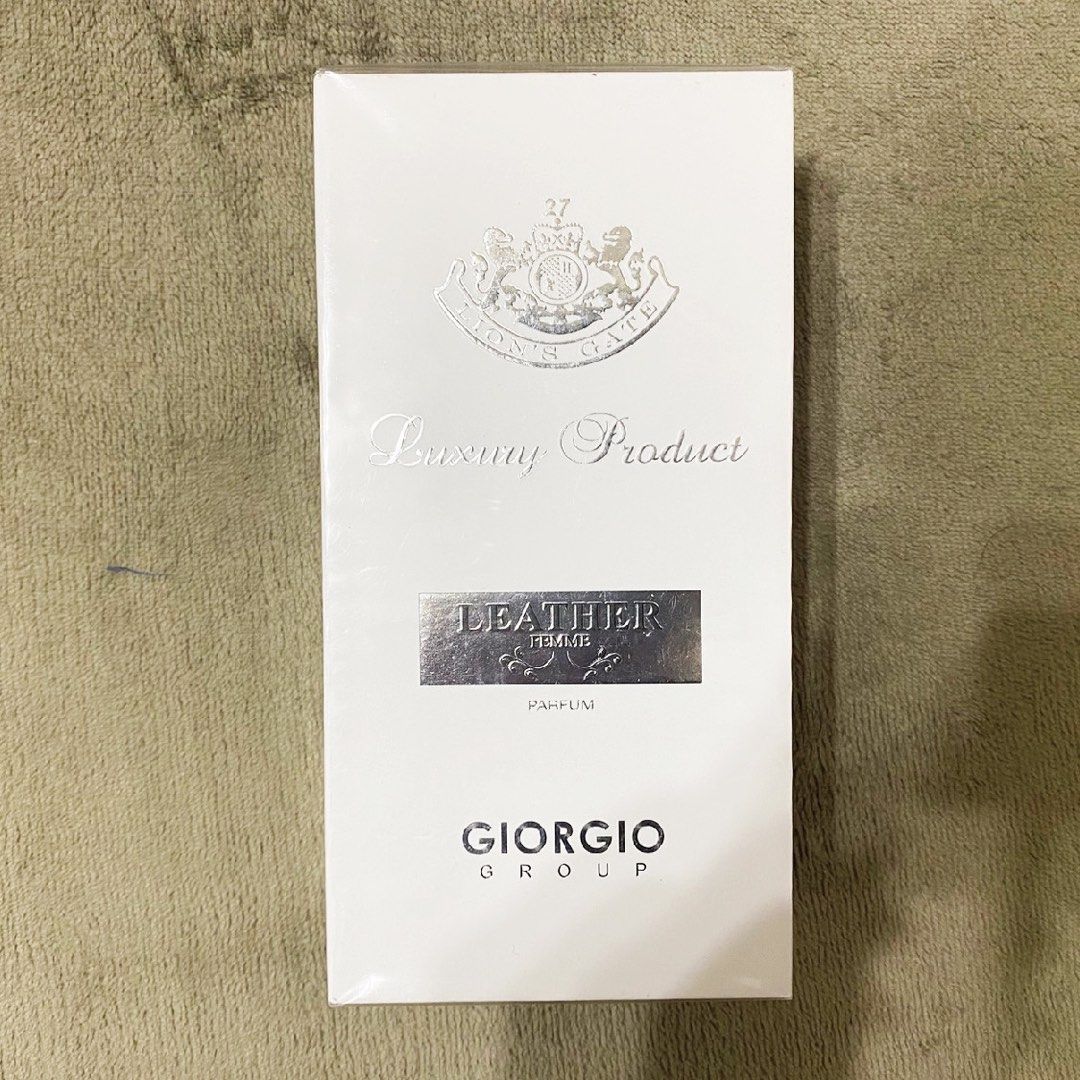 27
LION'S GATE
Luxury Product
LEATHER
FEMME
PARFUM
GIORGIO
GROUP